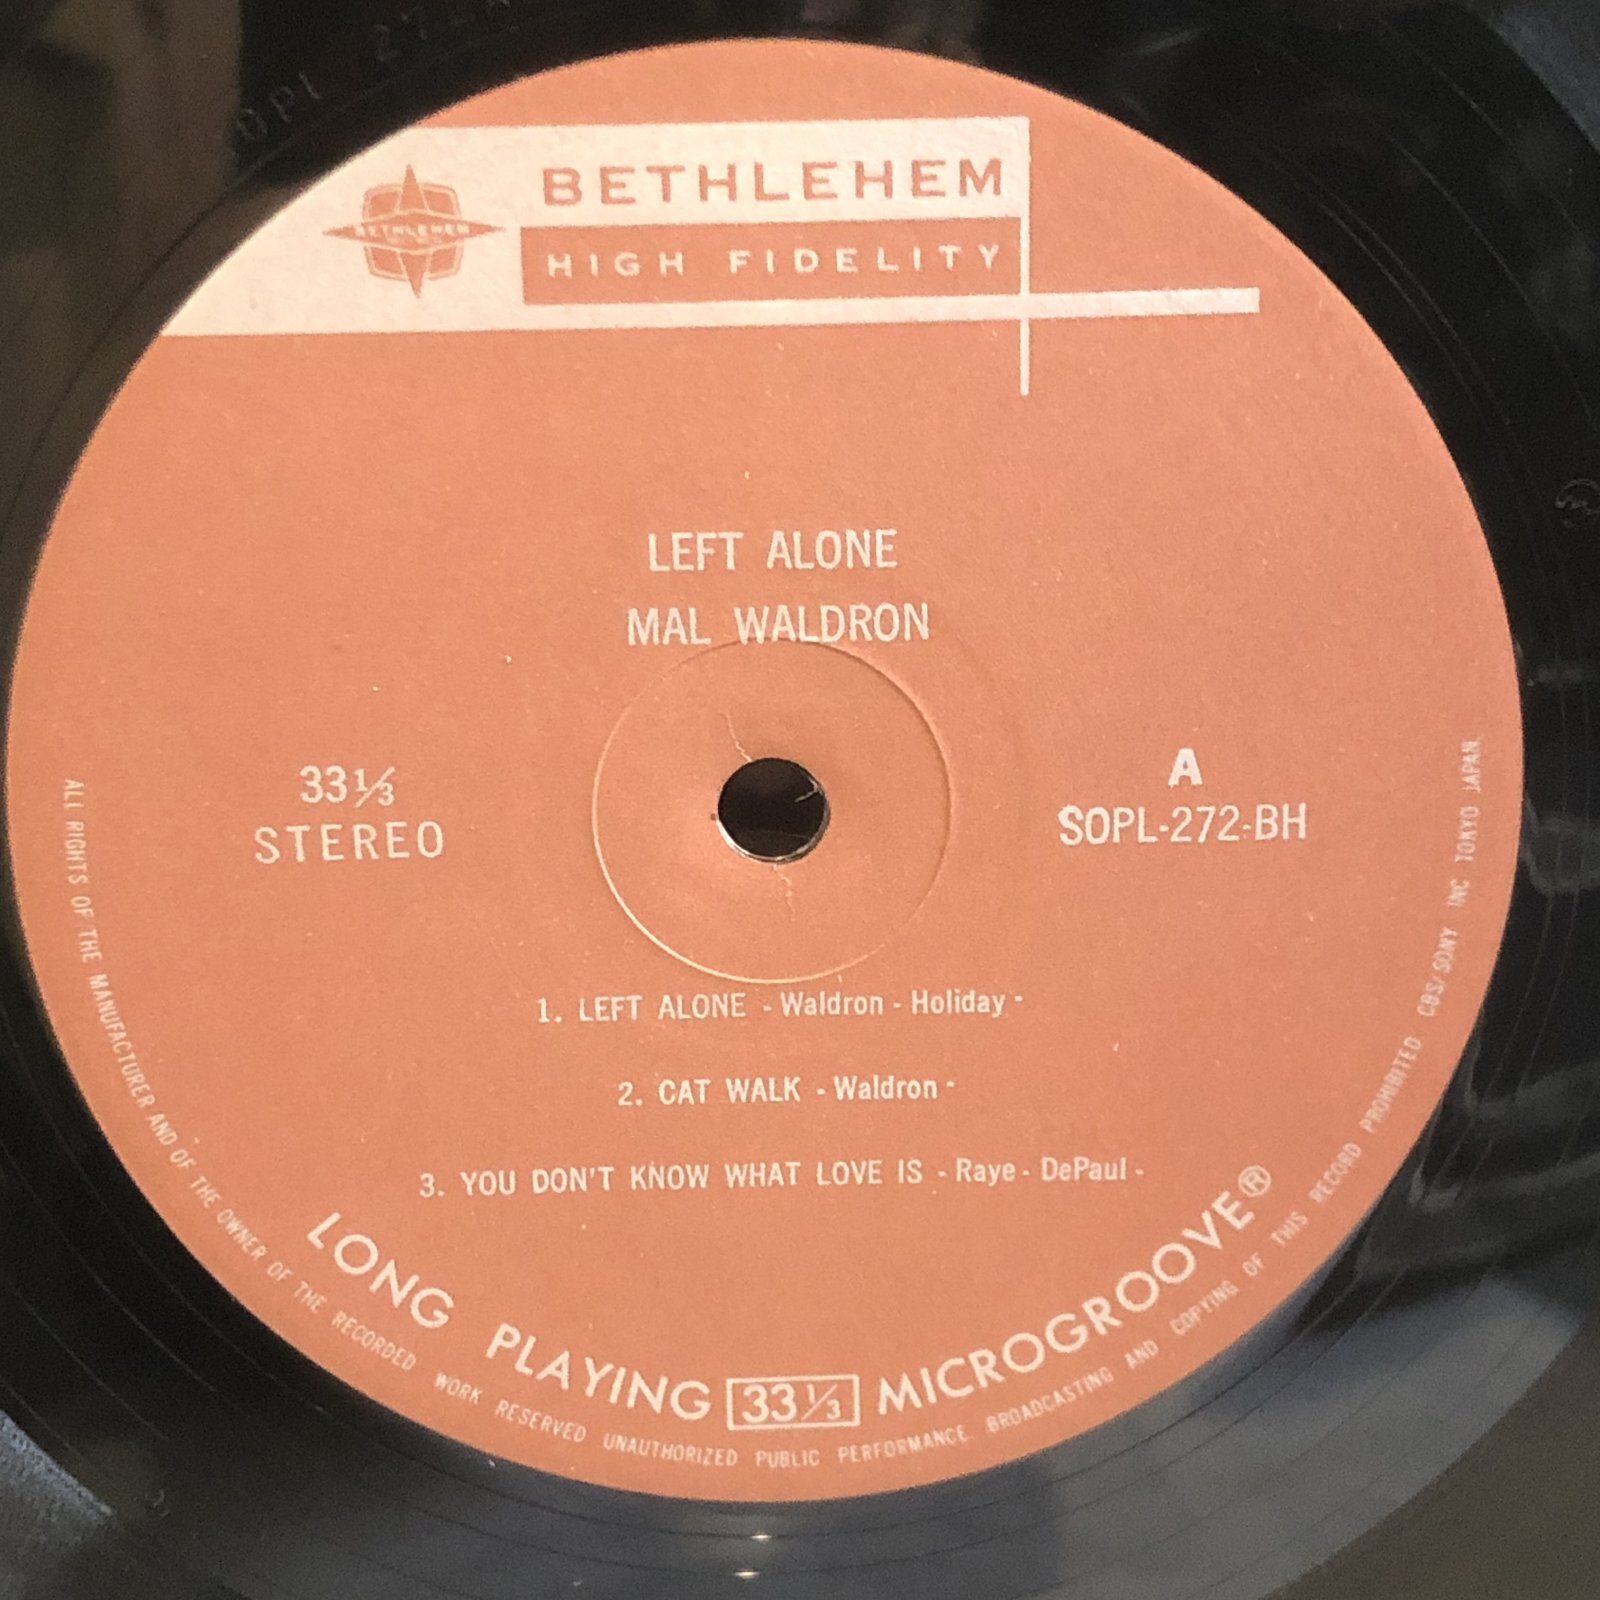 BETHLEHEM
BETHLEHEM
HIGH FIDELITY
LEFT ALONE
MAL WALDRON
33⅓
STEREO
A
SOPL-272-BH
1. LEFT ALONE - Waldron - Holiday -
2. CAT WALK - Waldron -
3. YOU DON'T KNOW WHAT LOVE IS - Raye - DePaul -
LONG PLAYING 33⅓ MICROGROOVE®
ALL RIGHTS OF THE MANUFACTURER AND OF THE OWNER OF THE RECORDED WORK RESERVED UNAUTHORIZED PUBLIC PERFORMANCE BROADCASTING AND COPYING OF THIS RECORD PROHIBITED CBS/SONY INC TOKYO JAPAN